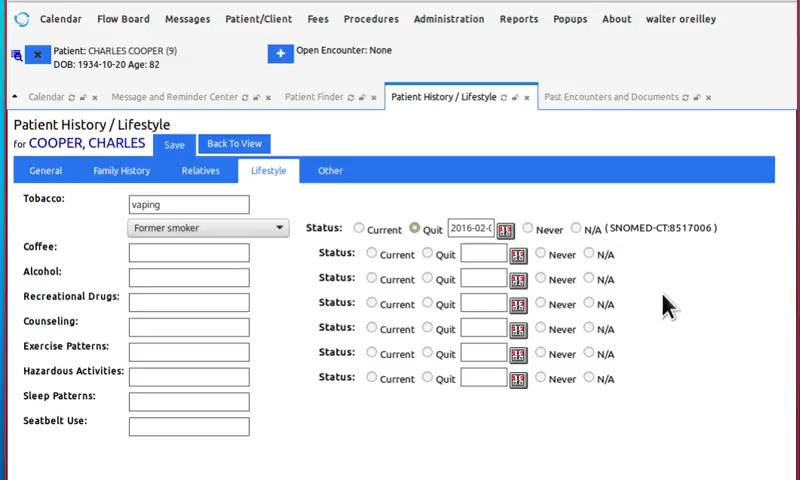 Calendar Flow Board Messages Patient/Client Fees Procedures Administration Reports Popups About walter oreilley
Patient: CHARLES COOPER (9)
DOB: 1934-10-20 Age: 82
Open Encounter: None
Calendar Message and Reminder Center Patient Finder Patient History / Lifestyle Past Encounters and Documents
Patient History / Lifestyle
for COOPER, CHARLES Save Back To View
General Family History Relatives Lifestyle Other
Tobacco: vaping
Former smoker Status: Current Quit 2016-02-0 Never N/A ( SNOMED-CT:8517006 )
Coffee: Status: Current Quit Never N/A
Alcohol: Status: Current Quit Never N/A
Recreational Drugs: Status: Current Quit Never N/A
Counseling: Status: Current Quit Never N/A
Exercise Patterns: Status: Current Quit Never N/A
Hazardous Activities: Status: Current Quit Never N/A
Sleep Patterns:
Seatbelt Use: